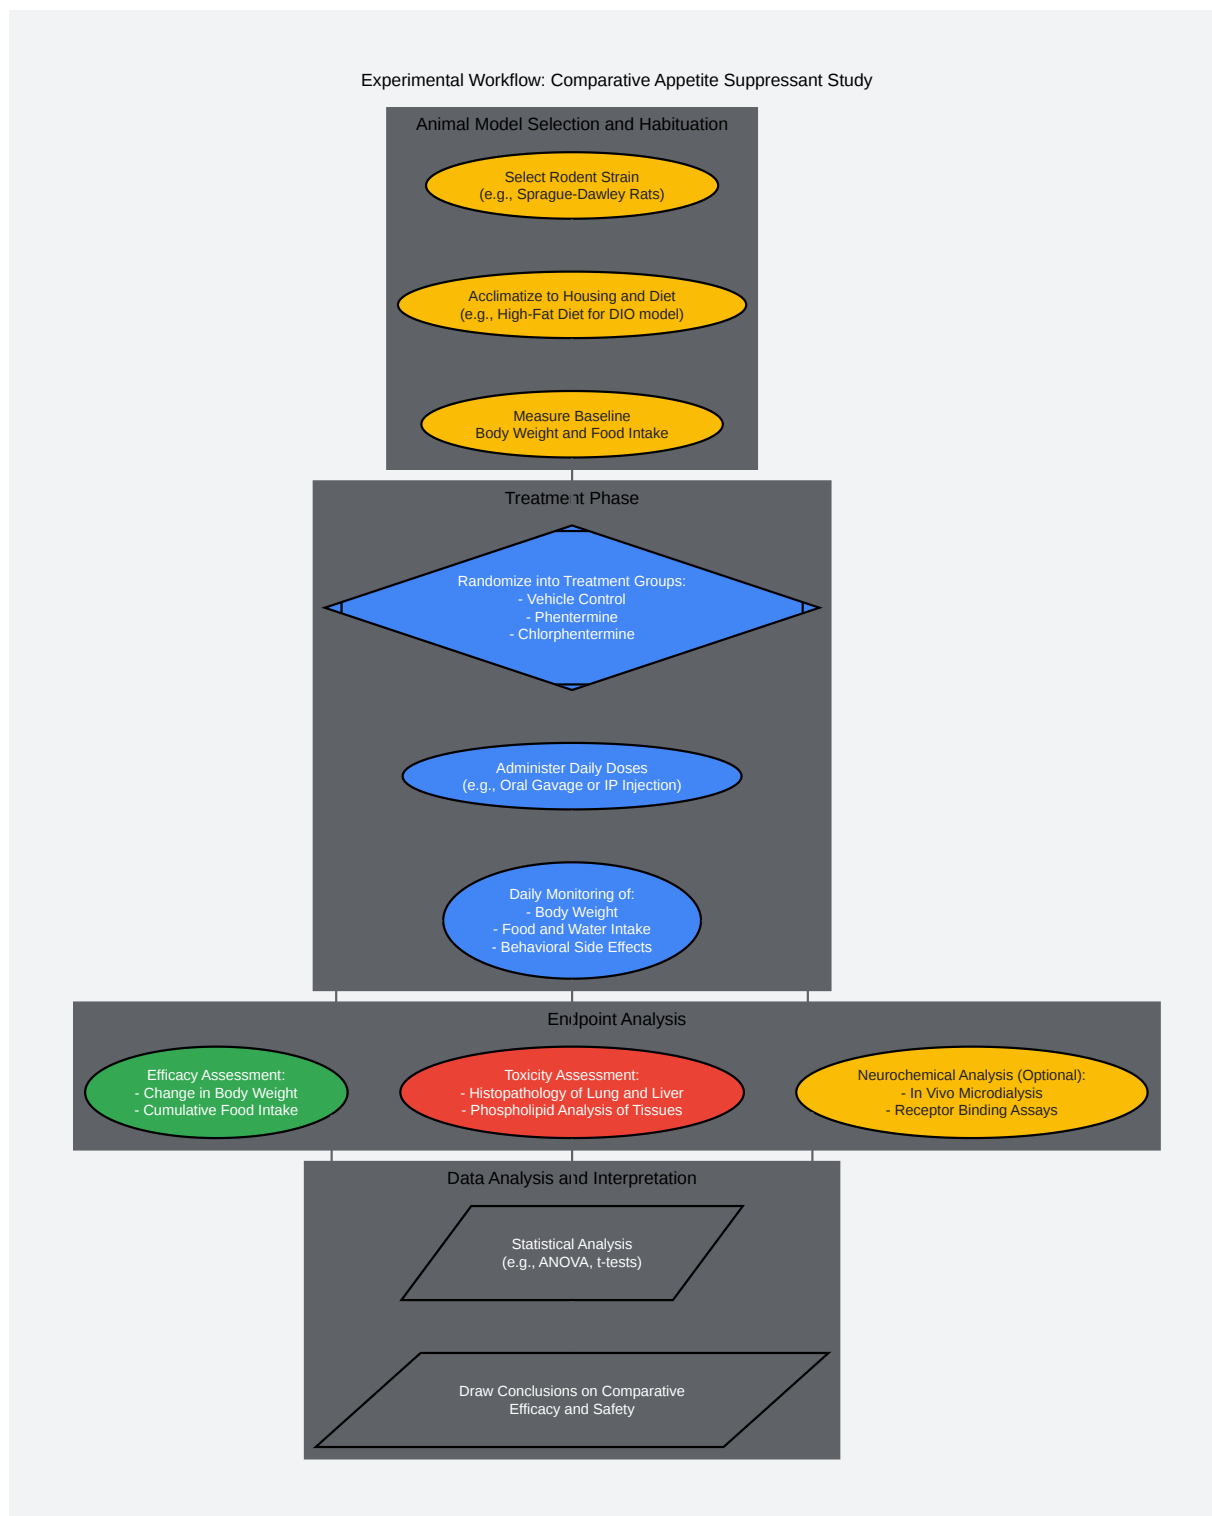 Experimental Workflow: Comparative Appetite Suppressant Study
Animal Model Selection and Habituation
Select Rodent Strain
(e.g., Sprague-Dawley Rats)
Acclimatize to Housing and Diet
(e.g., High-Fat Diet for DIO model)
Measure Baseline
Body Weight and Food Intake
Treatment Phase
Randomize into Treatment Groups:
- Vehicle Control
- Phentermine
- Chlorphentermine
Administer Daily Doses
(e.g., Oral Gavage or IP Injection)
Daily Monitoring of:
- Body Weight
- Food and Water Intake
- Behavioral Side Effects
Endpoint Analysis
Efficacy Assessment:
- Change in Body Weight
- Cumulative Food Intake
Toxicity Assessment:
- Histopathology of Lung and Liver
- Phospholipid Analysis of Tissues
Neurochemical Analysis (Optional):
- In Vivo Microdialysis
- Receptor Binding Assays
Data Analysis and Interpretation
Statistical Analysis
(e.g., ANOVA, t-tests)
Draw Conclusions on Comparative
Efficacy and Safety